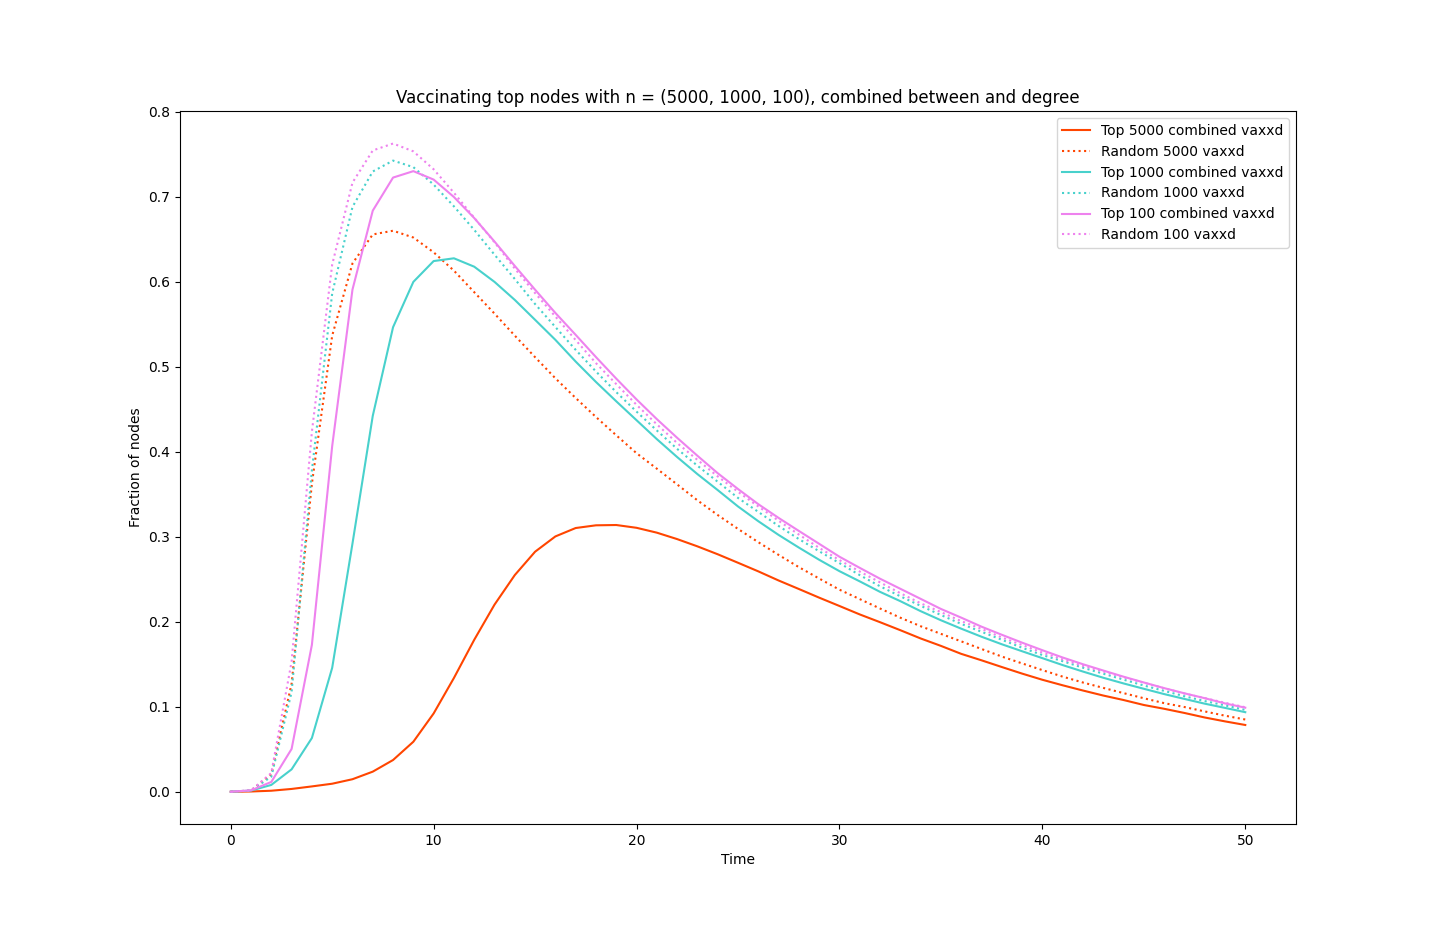 Vaccinating top nodes with n = (5000, 1000, 100), combined between and degree
Top 5000 combined vaxxd
Random 5000 vaxxd
Top 1000 combined vaxxd
Random 1000 vaxxd
Top 100 combined vaxxd
Random 100 vaxxd
Fraction of nodes
0.8
0.7
0.6
0.5
0.4
0.3
0.2
0.1
0.0
0 10 20 30 40 50
Time